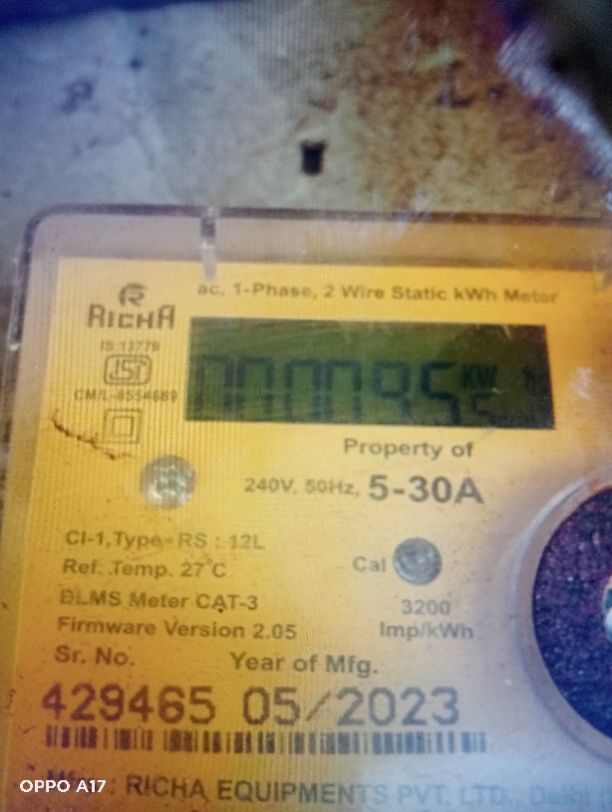 ac, 1-Phase, 2 Wire Static kWh Meter
RICHA
IS 13779
ISI
CM/L-8554689
KW h
Property of
240V, 50Hz, 5-30A
Cl-1, Type - RS : 12L
Ref. Temp. 27°C
Cal
DLMS Meter CAT-3
3200
Imp/kWh
Firmware Version 2.05
Sr. No. Year of Mfg.
429465 05/2023
: RICHA EQUIPMENTS PVT. LTD.
OPPO A17